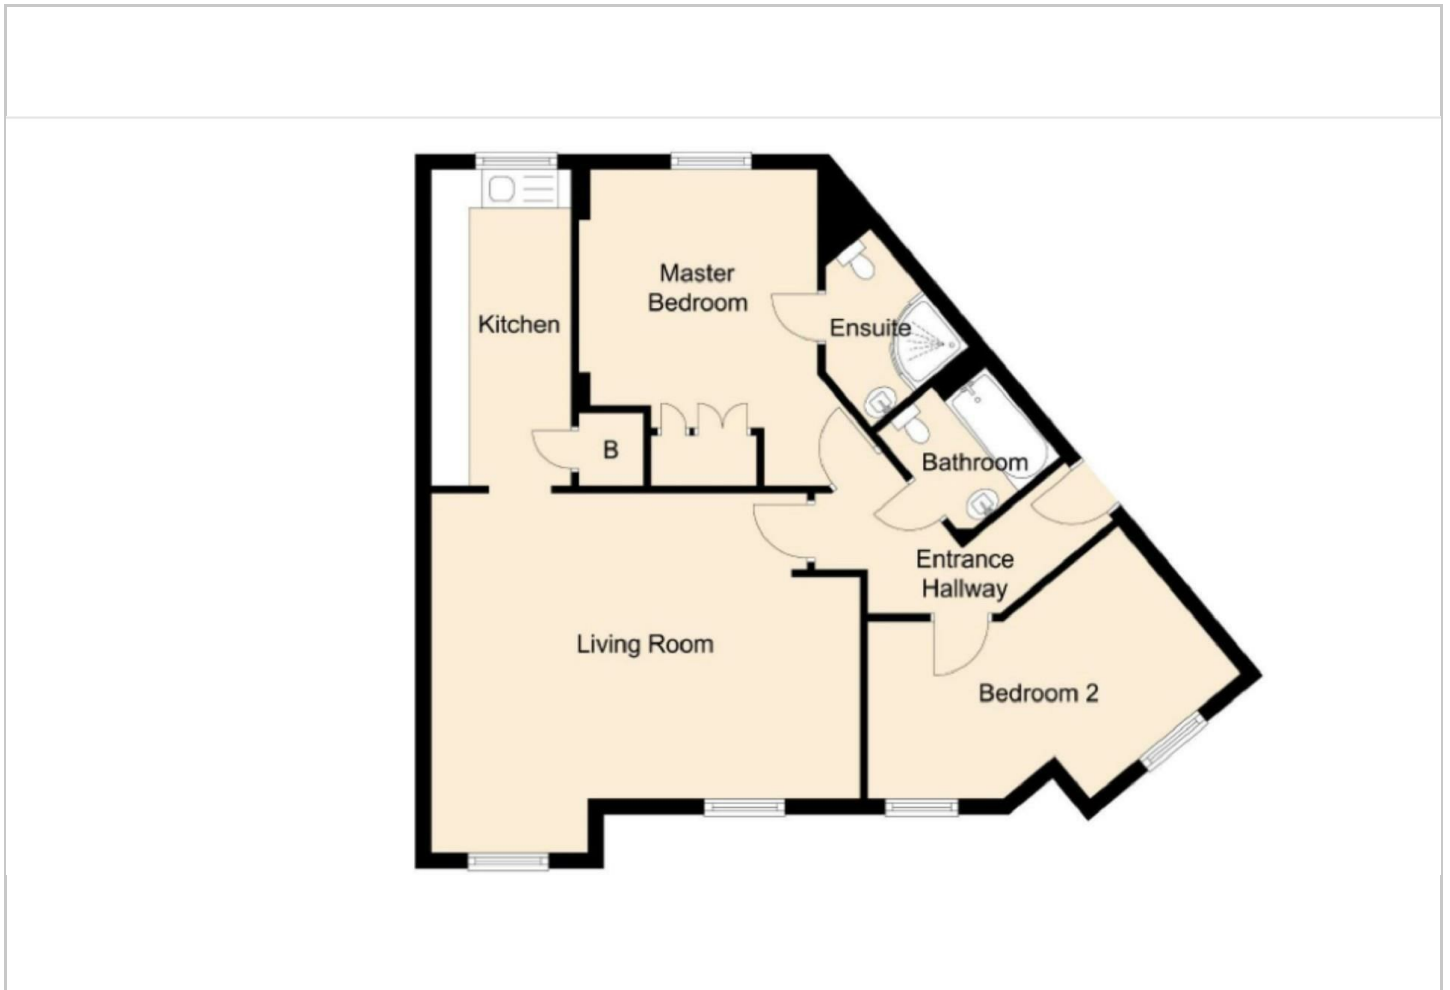 Master
Bedroom
Kitchen
Ensuite
B
Bathroom
Entrance
Hallway
Living Room
Bedroom 2